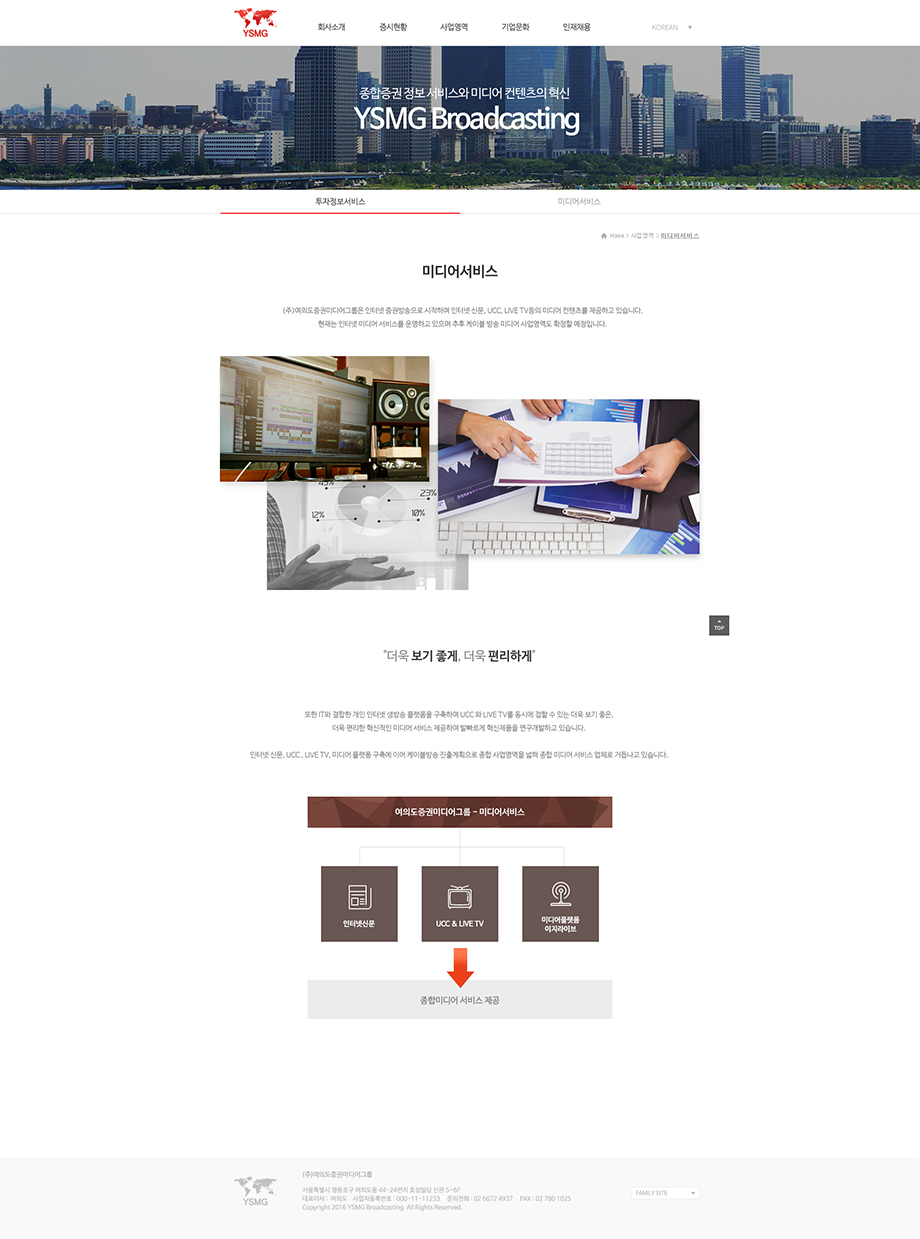 YSMG
회사소개
증시현황
사업영역
기업문화
인재채용
KOREAN
종합증권 정보 서비스와 미디어 컨텐츠의 혁신
YSMG Broadcasting
투자정보서비스
미디어서비스
Home > 사업영역 > 미디어서비스
미디어서비스
(주)여의도증권미디어그룹은 인터넷 증권방송으로 시작하여 인터넷 신문, UCC, LIVE TV등의 미디어 컨텐츠를 제공하고 있습니다.
현재는 인터넷 미디어 서비스를 운영하고 있으며 추후 케이블 방송 미디어 사업영역도 확정할 예정입니다.
45%
23%
12%
10%
TOP
"더욱 보기 좋게, 더욱 편리하게"
또한 IT와 결합한 개인 인터넷 생방송 플랫폼을 구축하여 UCC 와 LIVE TV를 동시에 접할 수 있는 더욱 보기 좋은,
더욱 편리한 혁신적인 미디어 서비스 제공하며 발빠르게 혁신제품을 연구개발하고 있습니다.
인터넷 신문, UCC , LIVE TV, 미디어 플랫폼 구축에 이어 케이블방송 진출계획으로 종합 사업영역을 넓혀 종합 미디어 서비스 업체로 거듭나고 있습니다.
여의도증권미디어그룹 - 미디어서비스
인터넷신문
UCC & LIVE TV
미디어플랫폼
이지라이브
종합미디어 서비스 제공
YSMG
(주)여의도증권미디어그룹
서울특별시 영등포구 여의도동 44-24번지 호성빌딩 신관 5~6F
대표이사 : 여의도 사업자등록번호 : 000-11-11233 문의전화 : 02 6672 4937 FAX : 02 780 1025
Copyright 2016 YSMG Broadcasting. All Rights Reserved.
FAMILY SITE